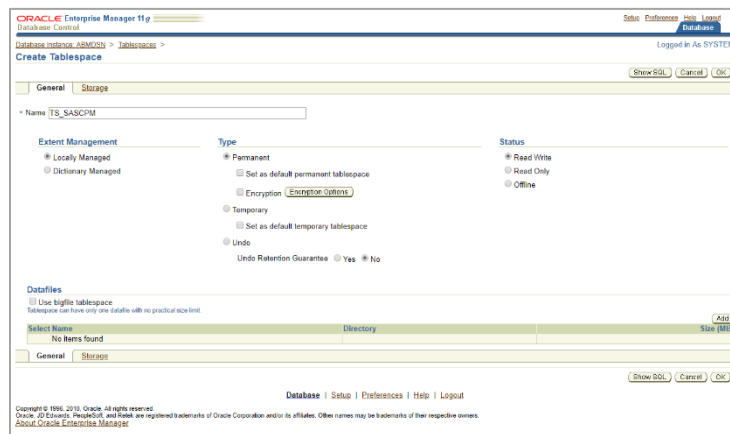 ORACLE Enterprise Manager 11g
Database Control
Setup Preferences Help Logout
Database
Database Instance: ABMDSN > Tablespaces >
Logged in As SYSTEM
Create Tablespace
Show SQL Cancel OK
General Storage
* Name TS_SASCPM
Extent Management
Locally Managed
Dictionary Managed
Type
Permanent
Set as default permanent tablespace
Encryption Encryption Options
Temporary
Set as default temporary tablespace
Undo
Undo Retention Guarantee Yes No
Status
Read Write
Read Only
Offline
Datafiles
Use bigfile tablespace
Tablespace can have only one datafile with no practical size limit.
Add
Select Name Directory Size (MB
No items found
General Storage
Show SQL Cancel OK
Database | Setup | Preferences | Help | Logout
Copyright © 1996, 2010, Oracle. All rights reserved.
Oracle, JD Edwards, PeopleSoft, and Retek are registered trademarks of Oracle Corporation and/or its affiliates. Other names may be trademarks of their respective owners.
About Oracle Enterprise Manager